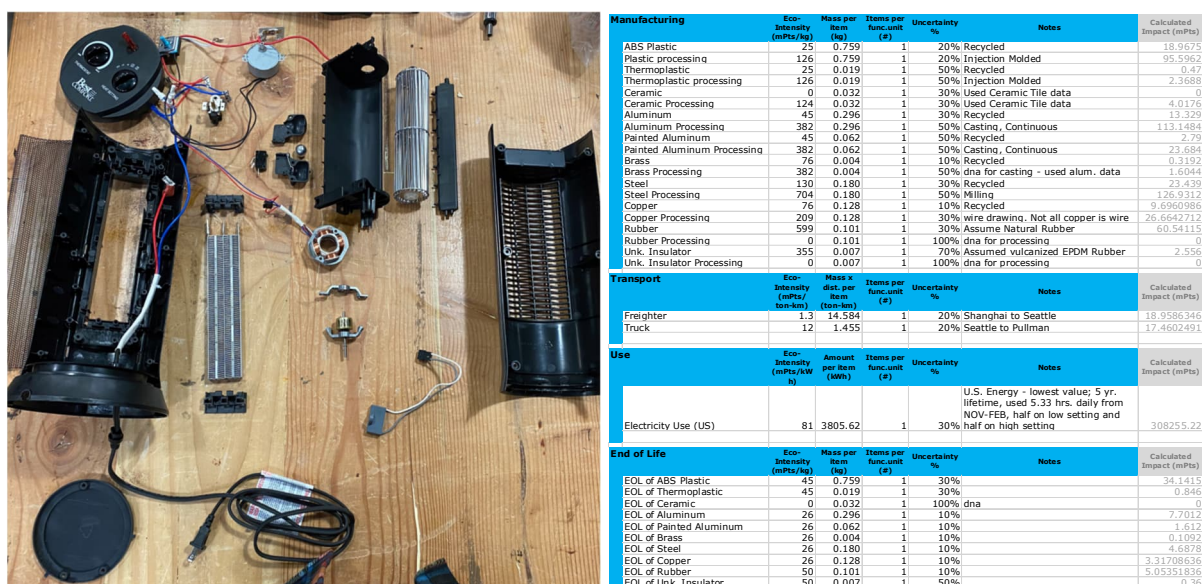 Best
COMFORT
Manufacturing Eco-Intensity (mPts/kg) Mass per item (kg) Items per func.unit (#) Uncertainty % Notes Calculated Impact (mPts)
ABS Plastic 25 0.759 1 20% Recycled 18.9675
Plastic processing 126 0.759 1 20% Injection Molded 95.5962
Thermoplastic 25 0.019 1 50% Recycled 0.47
Thermoplastic processing 126 0.019 1 50% Injection Molded 2.3688
Ceramic 0 0.032 1 30% Used Ceramic Tile data 0
Ceramic Processing 124 0.032 1 30% Used Ceramic Tile data 4.0176
Aluminum 45 0.296 1 30% Recycled 13.329
Aluminum Processing 382 0.296 1 50% Casting, Continuous 113.1484
Painted Aluminum 45 0.062 1 50% Recycled 2.79
Painted Aluminum Processing 382 0.062 1 50% Casting, Continuous 23.684
Brass 76 0.004 1 10% Recycled 0.3192
Brass Processing 382 0.004 1 50% dna for casting - used alum. data 1.6044
Steel 130 0.180 1 30% Recycled 23.439
Steel Processing 704 0.180 1 50% Milling 126.9312
Copper 76 0.128 1 10% Recycled 9.6960986
Copper Processing 209 0.128 1 30% wire drawing. Not all copper is wire 26.6642712
Rubber 599 0.101 1 30% Assume Natural Rubber 60.54115
Rubber Processing 0 0.101 1 100% dna for processing 0
Unk. Insulator 355 0.007 1 70% Assumed vulcanized EPDM Rubber 2.556
Unk. Insulator Processing 0 0.007 1 100% dna for processing 0
Transport Eco-Intensity (mPts/ton-km) Mass x dist. per item (ton-km) Items per func.unit (#) Uncertainty % Notes Calculated Impact (mPts)
Freighter 1.3 14.584 1 20% Shanghai to Seattle 18.9586346
Truck 12 1.455 1 20% Seattle to Pullman 17.4602491
Use Eco-Intensity (mPts/kWh) Amount per item (kWh) Items per func.unit (#) Uncertainty % Notes Calculated Impact (mPts)
U.S. Energy - lowest value; 5 yr.
lifetime, used 5.33 hrs. daily from
NOV-FEB, half on low setting and
Electricity Use (US) 81 3805.62 1 30% half on high setting 308255.22
End of Life Eco-Intensity (mPts/kg) Mass per item (kg) Items per func.unit (#) Uncertainty % Notes Calculated Impact (mPts)
EOL of ABS Plastic 45 0.759 1 30% 34.1415
EOL of Thermoplastic 45 0.019 1 30% 0.846
EOL of Ceramic 0 0.032 1 100% dna 0
EOL of Aluminum 26 0.296 1 10% 7.7012
EOL of Painted Aluminum 26 0.062 1 10% 1.612
EOL of Brass 26 0.004 1 10% 0.1092
EOL of Steel 26 0.180 1 10% 4.6878
EOL of Copper 26 0.128 1 10% 3.31708636
EOL of Rubber 50 0.101 1 10% 5.05351836
EOL of Unk. Insulator 50 0.007 1 50% 0.36